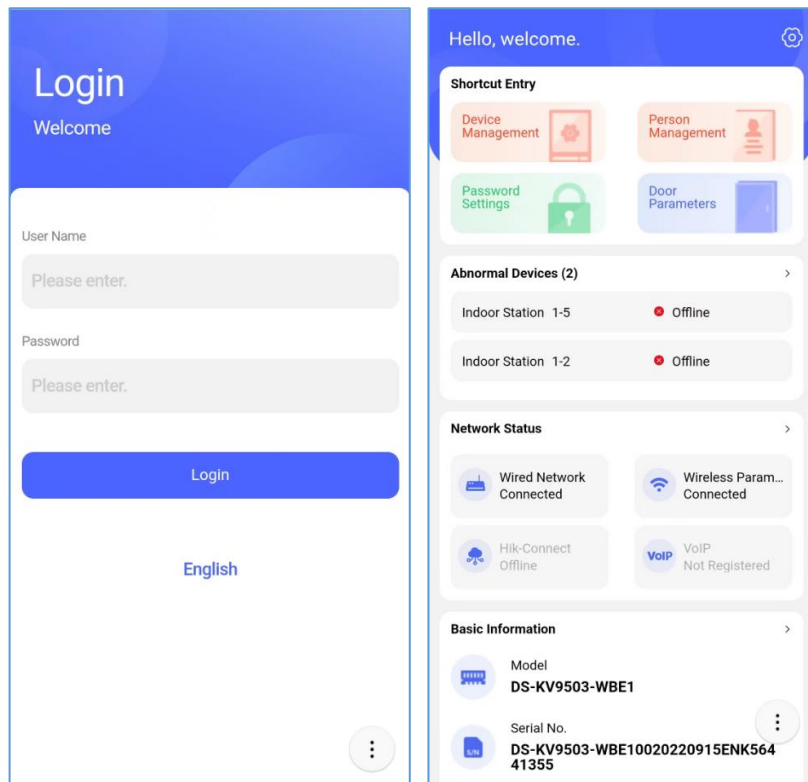 Login
Welcome
User Name
Please enter.
Password
Please enter.
Login
English
Hello, welcome.
Shortcut Entry
Device
Management
Person
Management
Password
Settings
Door
Parameters
Abnormal Devices (2)
Indoor Station 1-5
Offline
Indoor Station 1-2
Offline
Network Status
Wired Network
Connected
Wireless Param...
Connected
Hik-Connect
Offline
VoIP
VoIP
Not Registered
Basic Information
Model
DS-KV9503-WBE1
S/N
Serial No.
DS-KV9503-WBE10020220915ENK564
41355